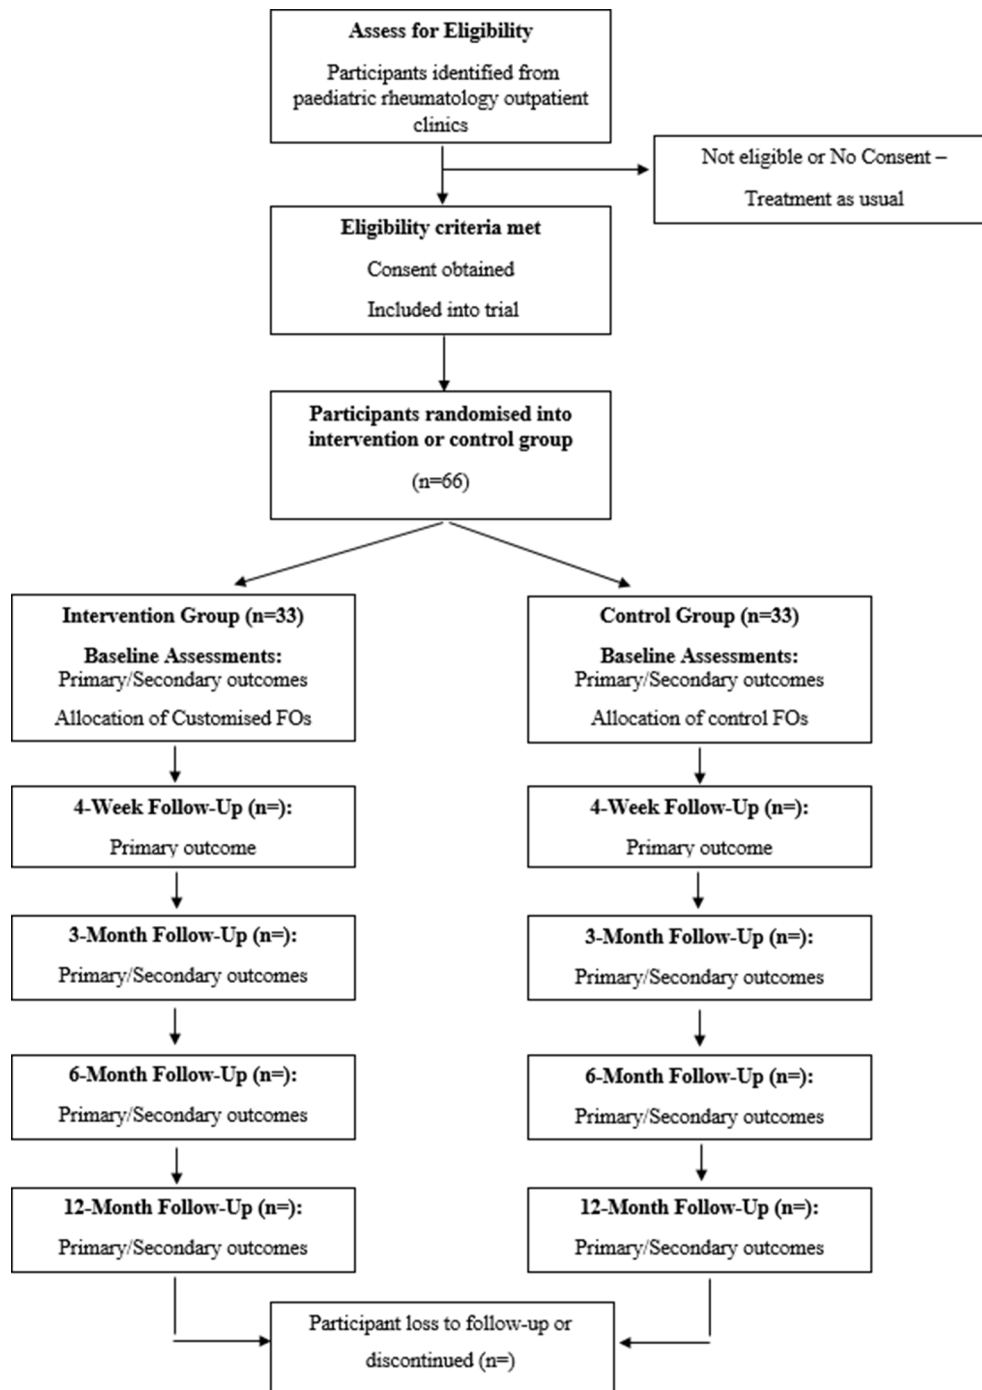 Assess for Eligibility
Participants identified from
paediatric rheumatology outpatient
clinics
Not eligible or No Consent –
Treatment as usual
Eligibility criteria met
Consent obtained
Included into trial
Participants randomised into
intervention or control group
(n=66)
Intervention Group (n=33)
Baseline Assessments:
Primary/Secondary outcomes
Allocation of Customised FOs
Control Group (n=33)
Baseline Assessments:
Primary/Secondary outcomes
Allocation of control FOs
4-Week Follow-Up (n=):
Primary outcome
4-Week Follow-Up (n=):
Primary outcome
3-Month Follow-Up (n=):
Primary/Secondary outcomes
3-Month Follow-Up (n=):
Primary/Secondary outcomes
6-Month Follow-Up (n=):
Primary/Secondary outcomes
6-Month Follow-Up (n=):
Primary/Secondary outcomes
12-Month Follow-Up (n=):
Primary/Secondary outcomes
12-Month Follow-Up (n=):
Primary/Secondary outcomes
Participant loss to follow-up or
discontinued (n=)